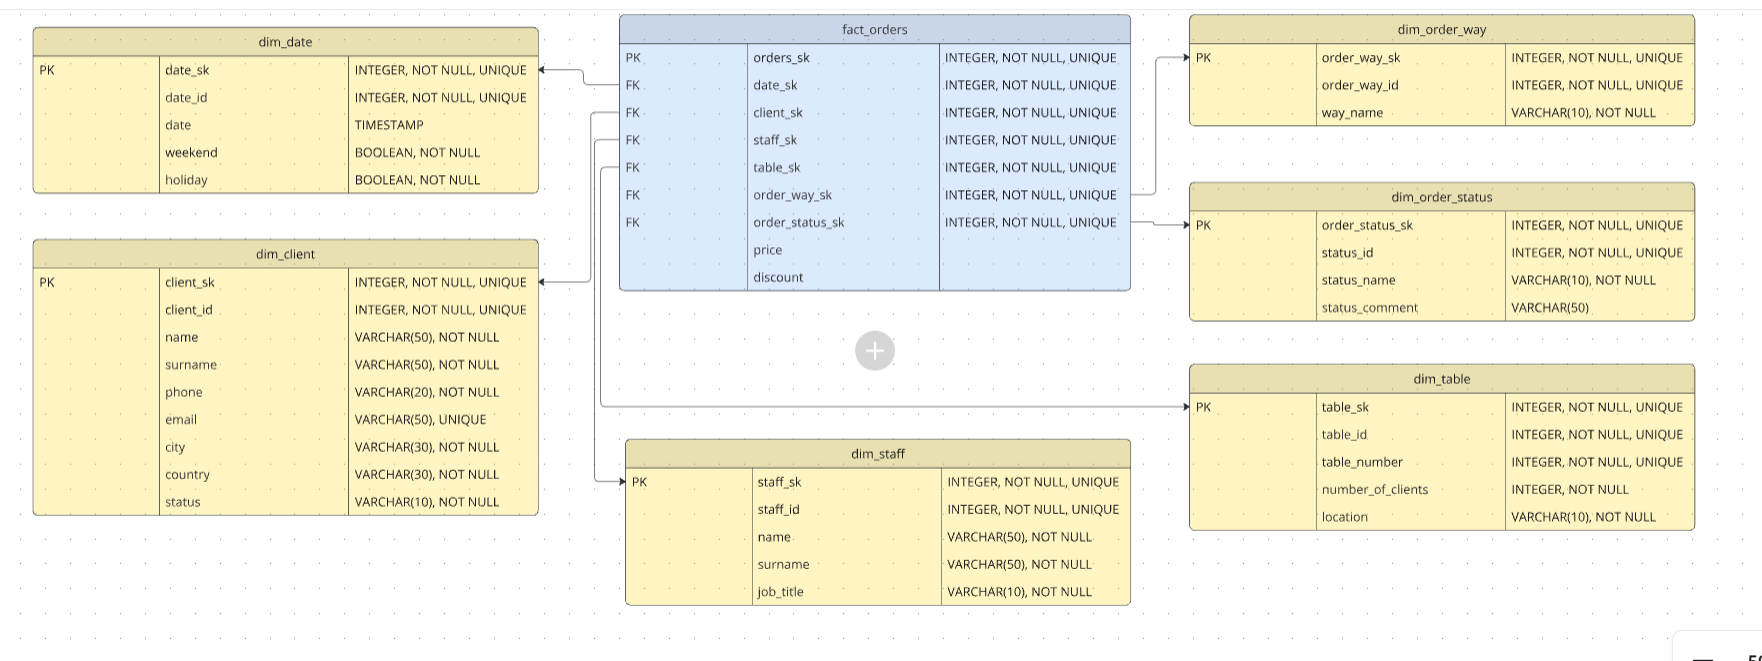 dim_date
PK date_sk INTEGER, NOT NULL, UNIQUE
date_id INTEGER, NOT NULL, UNIQUE
date TIMESTAMP
weekend BOOLEAN, NOT NULL
holiday BOOLEAN, NOT NULL
dim_client
PK client_sk INTEGER, NOT NULL, UNIQUE
client_id INTEGER, NOT NULL, UNIQUE
name VARCHAR(50), NOT NULL
surname VARCHAR(50), NOT NULL
phone VARCHAR(20), NOT NULL
email VARCHAR(50), UNIQUE
city VARCHAR(30), NOT NULL
country VARCHAR(30), NOT NULL
status VARCHAR(10), NOT NULL
fact_orders
PK orders_sk INTEGER, NOT NULL, UNIQUE
FK date_sk INTEGER, NOT NULL, UNIQUE
FK client_sk INTEGER, NOT NULL, UNIQUE
FK staff_sk INTEGER, NOT NULL, UNIQUE
FK table_sk INTEGER, NOT NULL, UNIQUE
FK order_way_sk INTEGER, NOT NULL, UNIQUE
FK order_status_sk INTEGER, NOT NULL, UNIQUE
price
discount
dim_staff
PK staff_sk INTEGER, NOT NULL, UNIQUE
staff_id INTEGER, NOT NULL, UNIQUE
name VARCHAR(50), NOT NULL
surname VARCHAR(50), NOT NULL
job_title VARCHAR(10), NOT NULL
dim_order_way
PK order_way_sk INTEGER, NOT NULL, UNIQUE
order_way_id INTEGER, NOT NULL, UNIQUE
way_name VARCHAR(10), NOT NULL
dim_order_status
PK order_status_sk INTEGER, NOT NULL, UNIQUE
status_id INTEGER, NOT NULL, UNIQUE
status_name VARCHAR(10), NOT NULL
status_comment VARCHAR(50)
dim_table
PK table_sk INTEGER, NOT NULL, UNIQUE
table_id INTEGER, NOT NULL, UNIQUE
table_number INTEGER, NOT NULL, UNIQUE
number_of_clients INTEGER, NOT NULL
location VARCHAR(10), NOT NULL